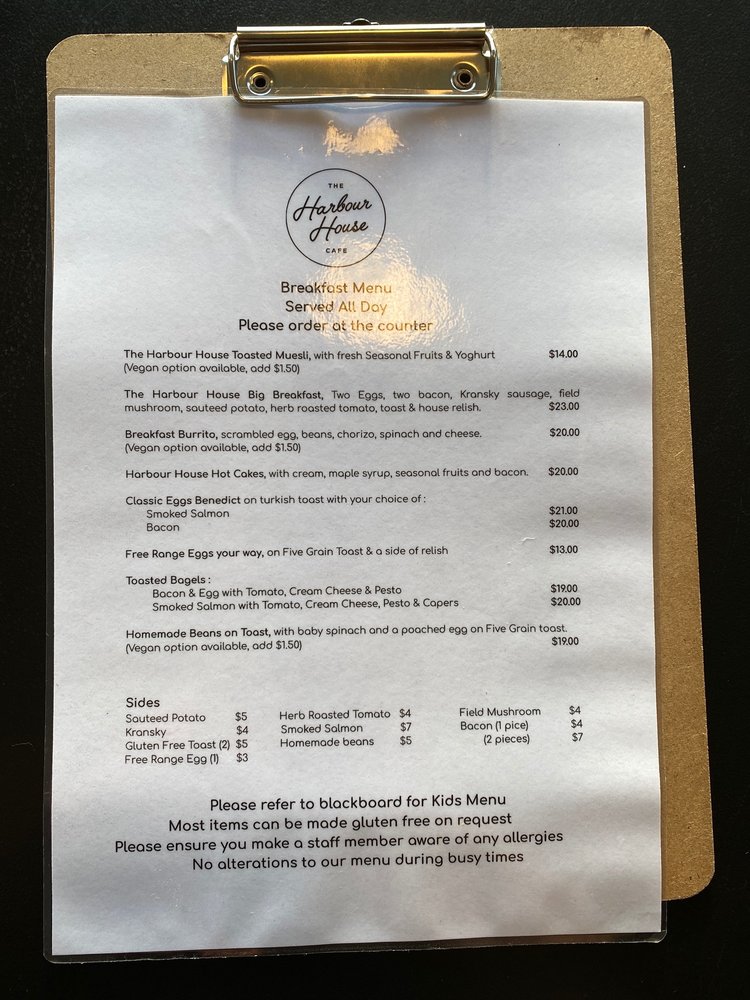 THE
Harbour
House
CAFE
Breakfast Menu
Served All Day
Please order at the counter
The Harbour House Toasted Muesli, with fresh Seasonal Fruits & Yoghurt $14.00
(Vegan option available, add $1.50)
The Harbour House Big Breakfast, Two Eggs, two bacon, Kransky sausage, field
mushroom, sauteed potato, herb roasted tomato, toast & house relish. $23.00
Breakfast Burrito, scrambled egg, beans, chorizo, spinach and cheese. $20.00
(Vegan option available, add $1.50)
Harbour House Hot Cakes, with cream, maple syrup, seasonal fruits and bacon. $20.00
Classic Eggs Benedict on turkish toast with your choice of :
Smoked Salmon $21.00
Bacon $20.00
Free Range Eggs your way, on Five Grain Toast & a side of relish $13.00
Toasted Bagels :
Bacon & Egg with Tomato, Cream Cheese & Pesto $19.00
Smoked Salmon with Tomato, Cream Cheese, Pesto & Capers $20.00
Homemade Beans on Toast, with baby spinach and a poached egg on Five Grain toast.
(Vegan option available, add $1.50) $19.00
Sides
Sauteed Potato $5 Herb Roasted Tomato $4 Field Mushroom $4
Kransky $4 Smoked Salmon $7 Bacon (1 pice) $4
Gluten Free Toast (2) $5 Homemade beans $5 (2 pieces) $7
Free Range Egg (1) $3
Please refer to blackboard for Kids Menu
Most items can be made gluten free on request
Please ensure you make a staff member aware of any allergies
No alterations to our menu during busy times